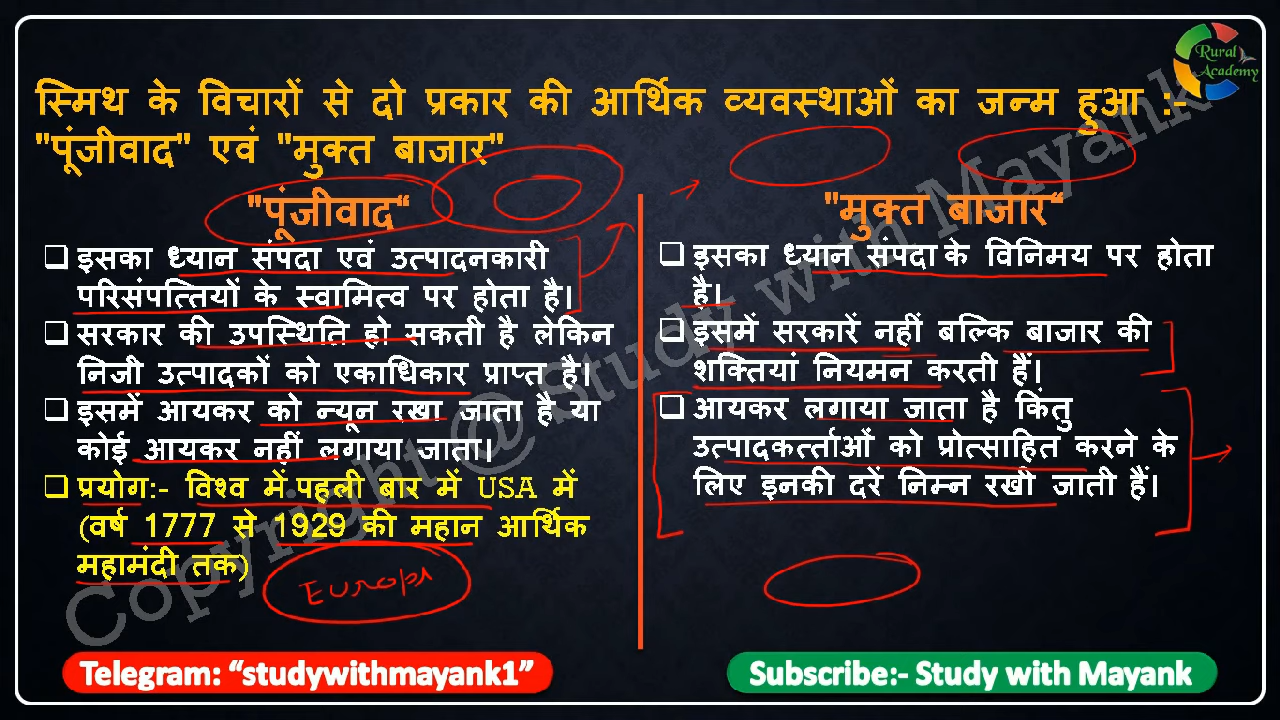 Rural
Academy
स्मिथ के विचारों से दो प्रकार की आर्थिक व्यवस्थाओं का जन्म हुआ :-
"पूंजीवाद" एवं "मुक्त बाजार"
"पूंजीवाद“
❑ इसका ध्यान संपदा एवं उत्पादनकारी
परिसंपत्तियों के स्वामित्व पर होता है।
❑ सरकार की उपस्थिति हो सकती है लेकिन
निजी उत्पादकों को एकाधिकार प्राप्त है।
❑ इसमें आयकर को न्यून रखा जाता है या
कोई आयकर नहीं लगाया जाता।
❑ प्रयोग:- विश्व में पहली बार में USA में
(वर्ष 1777 से 1929 की महान आर्थिक
महामंदी तक)
"मुक्त बाजार“
❑ इसका ध्यान संपदा के विनिमय पर होता
है।
❑ इसमें सरकारें नहीं बल्कि बाजार की
शक्तियां नियमन करती हैं।
❑ आयकर लगाया जाता है किंतु
उत्पादकर्त्ताओं को प्रोत्साहित करने के
लिए इनकी दरें निम्न रखी जाती हैं।
Copyright @Study with Mayank
Telegram: “studywithmayank1”
Subscribe:- Study with Mayank